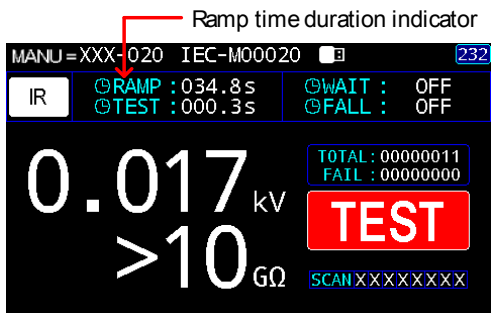 Ramp time duration indicator
MANU=XXX-020 IEC-M00020 232
IR
RAMP :034.8s WAIT : OFF
TEST :000.3s FALL : OFF
0.017 kV
>10 GΩ
TOTAL:00000011
FAIL :00000000
TEST
SCAN XXXXXXXX